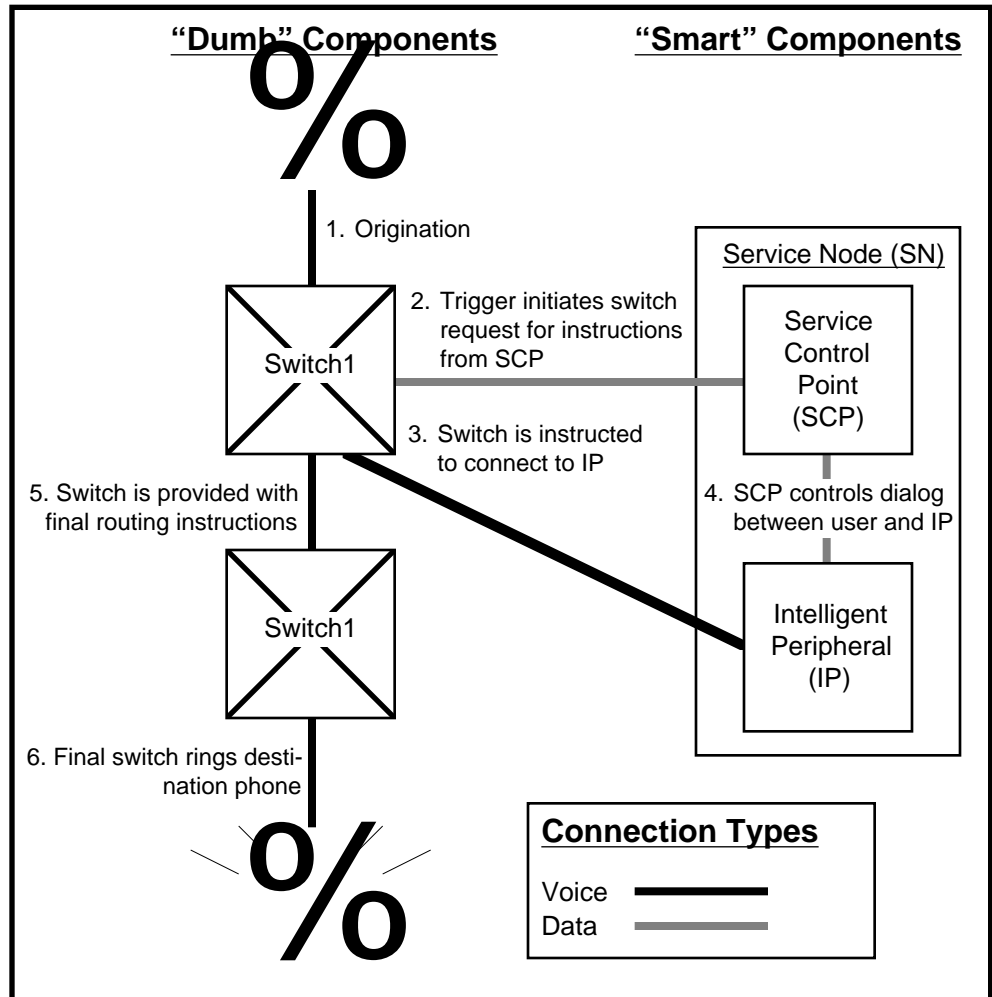 “Dumb” Components
“Smart” Components
%
1. Origination
Service Node (SN)
2. Trigger initiates switch
request for instructions
from SCP
Service
Control
Point
(SCP)
Switch1
3. Switch is instructed
to connect to IP
4. SCP controls dialog
between user and IP
5. Switch is provided with
final routing instructions
Switch1
Intelligent
Peripheral
(IP)
6. Final switch rings desti-
nation phone
%
Connection Types
Voice
Data